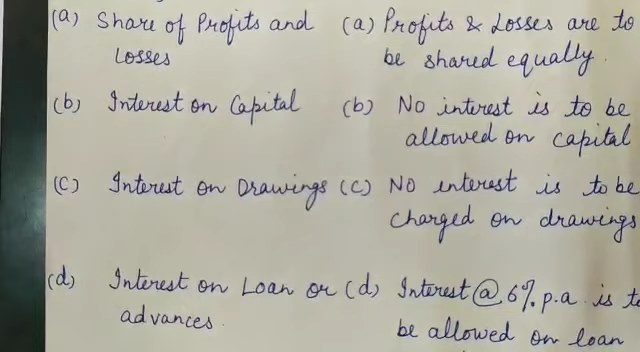 (a) Share of Profits and (a) Profits & Losses are to
Losses be shared equally.
(b) Interest on Capital (b) No interest is to be
allowed on capital
(c) Interest on Drawings (c) No interest is to be
charged on drawings
(d) Interest on Loan or (d) Interest @ 6% p.a. is to
advances. be allowed on loan